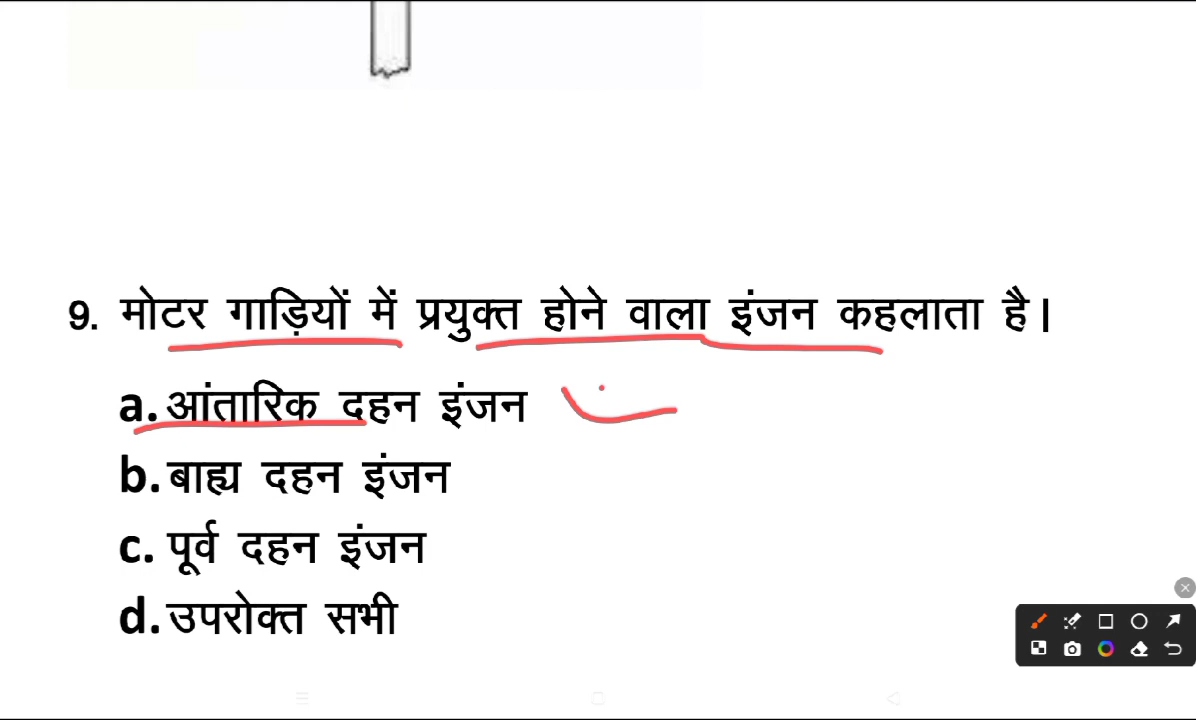 9. मोटर गाड़ियों में प्रयुक्त होने वाला इंजन कहलाता है।
a. आंतारिक दहन इंजन
b. बाह्य दहन इंजन
c. पूर्व दहन इंजन
d. उपरोक्त सभी